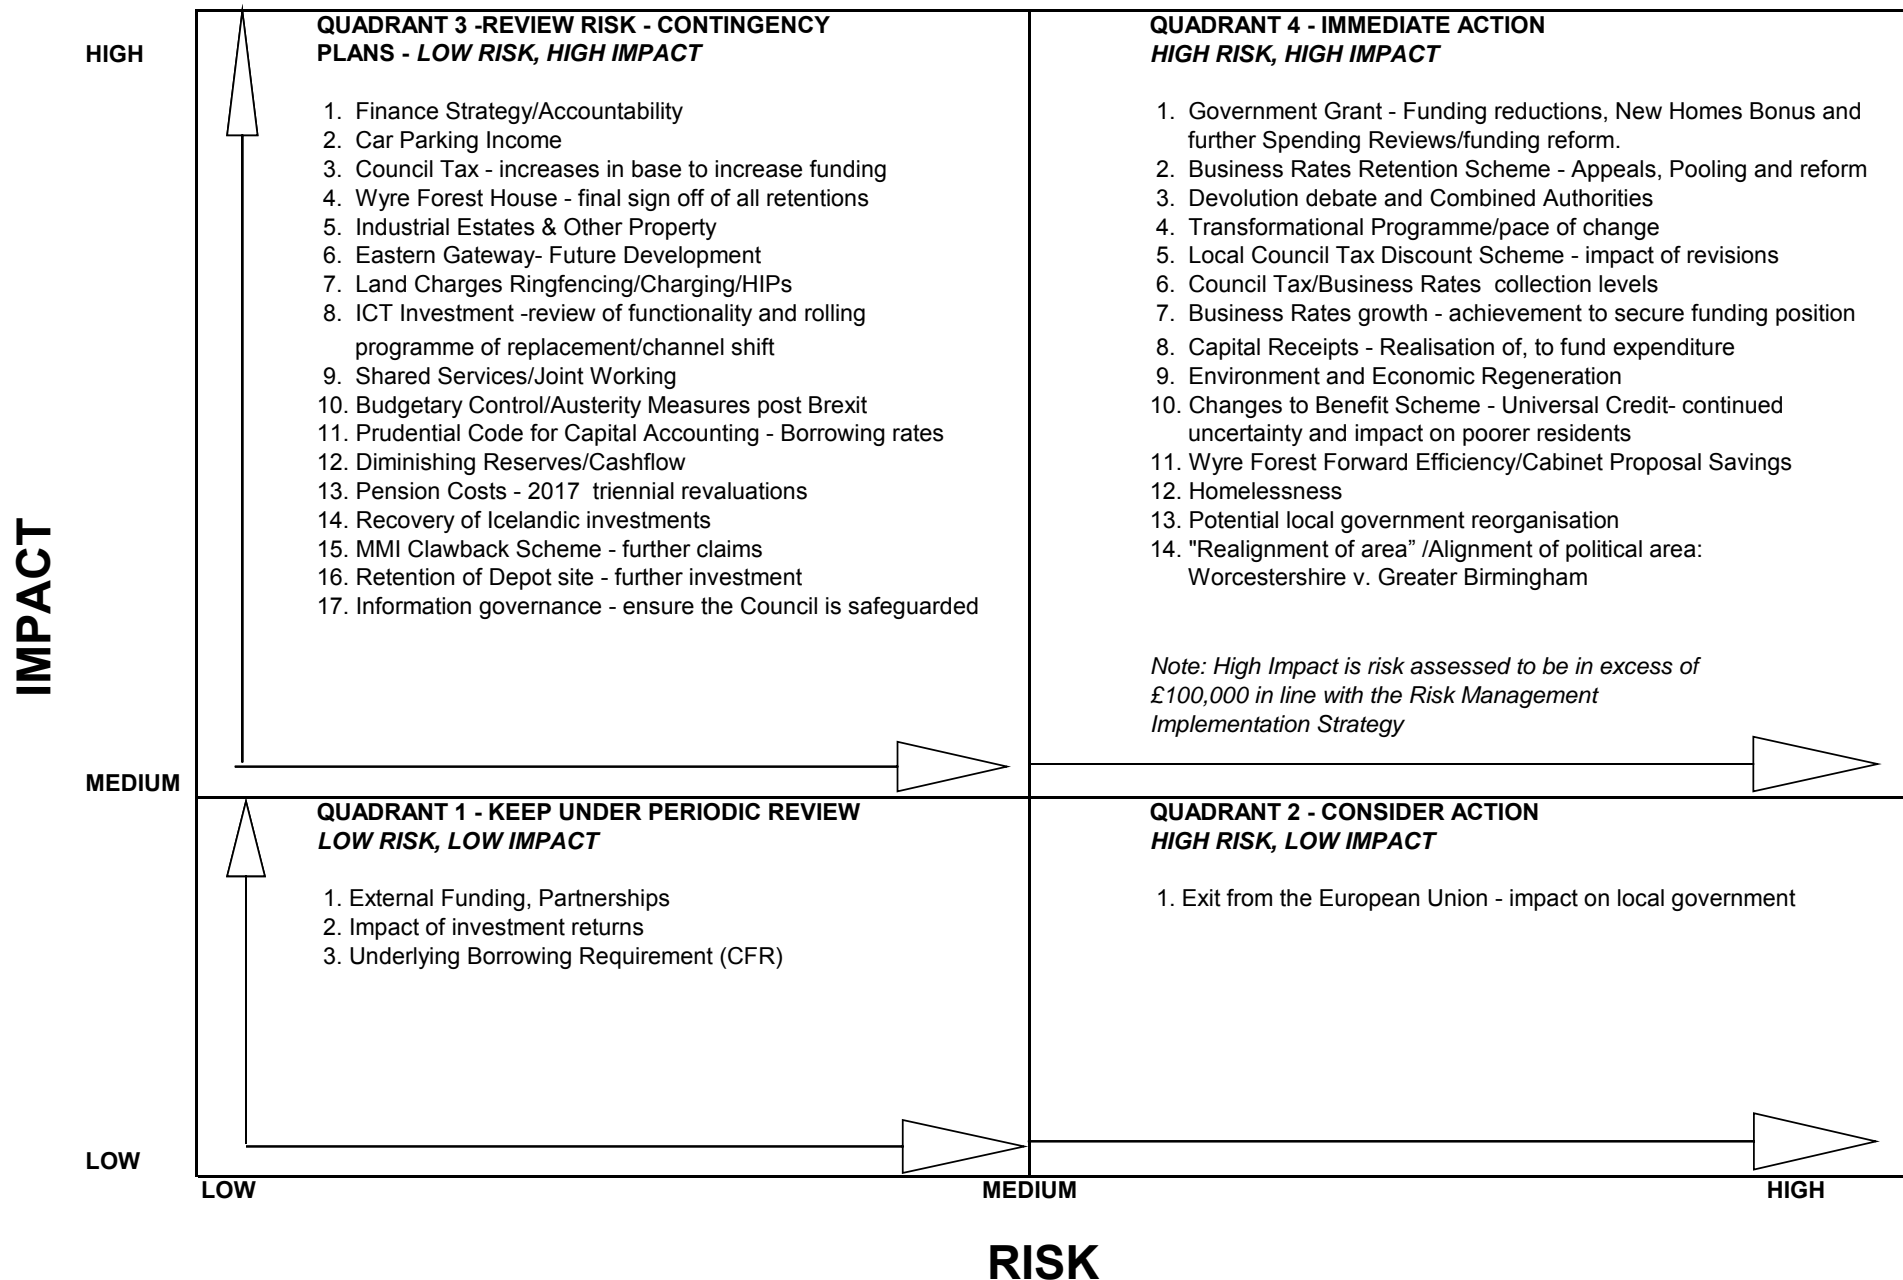 HIGH
QUADRANT 3 -REVIEW RISK - CONTINGENCY
PLANS - LOW RISK, HIGH IMPACT
1. Finance Strategy/Accountability
2. Car Parking Income
3. Council Tax - increases in base to increase funding
4. Wyre Forest House - final sign off of all retentions
5. Industrial Estates & Other Property
6. Eastern Gateway- Future Development
7. Land Charges Ringfencing/Charging/HIPs
8. ICT Investment -review of functionality and rolling
programme of replacement/channel shift
9. Shared Services/Joint Working
10. Budgetary Control/Austerity Measures post Brexit
11. Prudential Code for Capital Accounting - Borrowing rates
12. Diminishing Reserves/Cashflow
13. Pension Costs - 2017 triennial revaluations
14. Recovery of Icelandic investments
15. MMI Clawback Scheme - further claims
16. Retention of Depot site - further investment
17. Information governance - ensure the Council is safeguarded
QUADRANT 4 - IMMEDIATE ACTION
HIGH RISK, HIGH IMPACT
1. Government Grant - Funding reductions, New Homes Bonus and
further Spending Reviews/funding reform.
2. Business Rates Retention Scheme - Appeals, Pooling and reform
3. Devolution debate and Combined Authorities
4. Transformational Programme/pace of change
5. Local Council Tax Discount Scheme - impact of revisions
6. Council Tax/Business Rates collection levels
7. Business Rates growth - achievement to secure funding position
8. Capital Receipts - Realisation of, to fund expenditure
9. Environment and Economic Regeneration
10. Changes to Benefit Scheme - Universal Credit- continued
uncertainty and impact on poorer residents
11. Wyre Forest Forward Efficiency/Cabinet Proposal Savings
12. Homelessness
13. Potential local government reorganisation
14. "Realignment of area” /Alignment of political area:
Worcestershire v. Greater Birmingham
Note: High Impact is risk assessed to be in excess of
£100,000 in line with the Risk Management
Implementation Strategy
IMPACT
MEDIUM
QUADRANT 1 - KEEP UNDER PERIODIC REVIEW
LOW RISK, LOW IMPACT
1. External Funding, Partnerships
2. Impact of investment returns
3. Underlying Borrowing Requirement (CFR)
QUADRANT 2 - CONSIDER ACTION
HIGH RISK, LOW IMPACT
1. Exit from the European Union - impact on local government
LOW
LOW
MEDIUM
HIGH
RISK